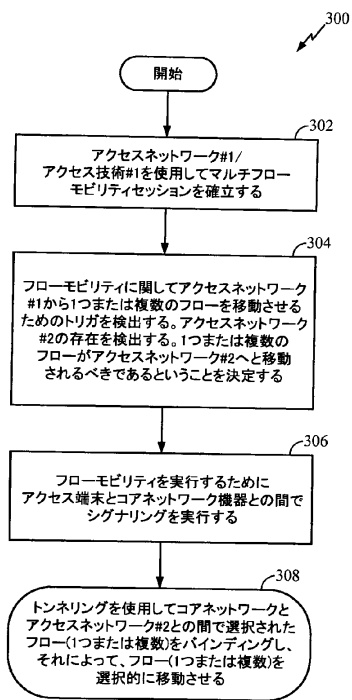 300
開始
302
アクセスネットワーク#1/
アクセス技術#1を使用してマルチフロー
モビリティセッションを確立する
304
フローモビリティに関してアクセスネットワーク
#1から1つまたは複数のフローを移動させる
ためのトリガを検出する。アクセスネットワーク
#2の存在を検出する。1つまたは複数の
フローがアクセスネットワーク#2へと移動
されるべきであるということを決定する
306
フローモビリティを実行するために
アクセス端末とコアネットワーク機器との間で
シグナリングを実行する
308
トンネリングを使用してコアネットワークと
アクセスネットワーク#2との間で選択された
フロー(1つまたは複数)をバインディングし、
それによって、フロー(1つまたは複数)を
選択的に移動させる